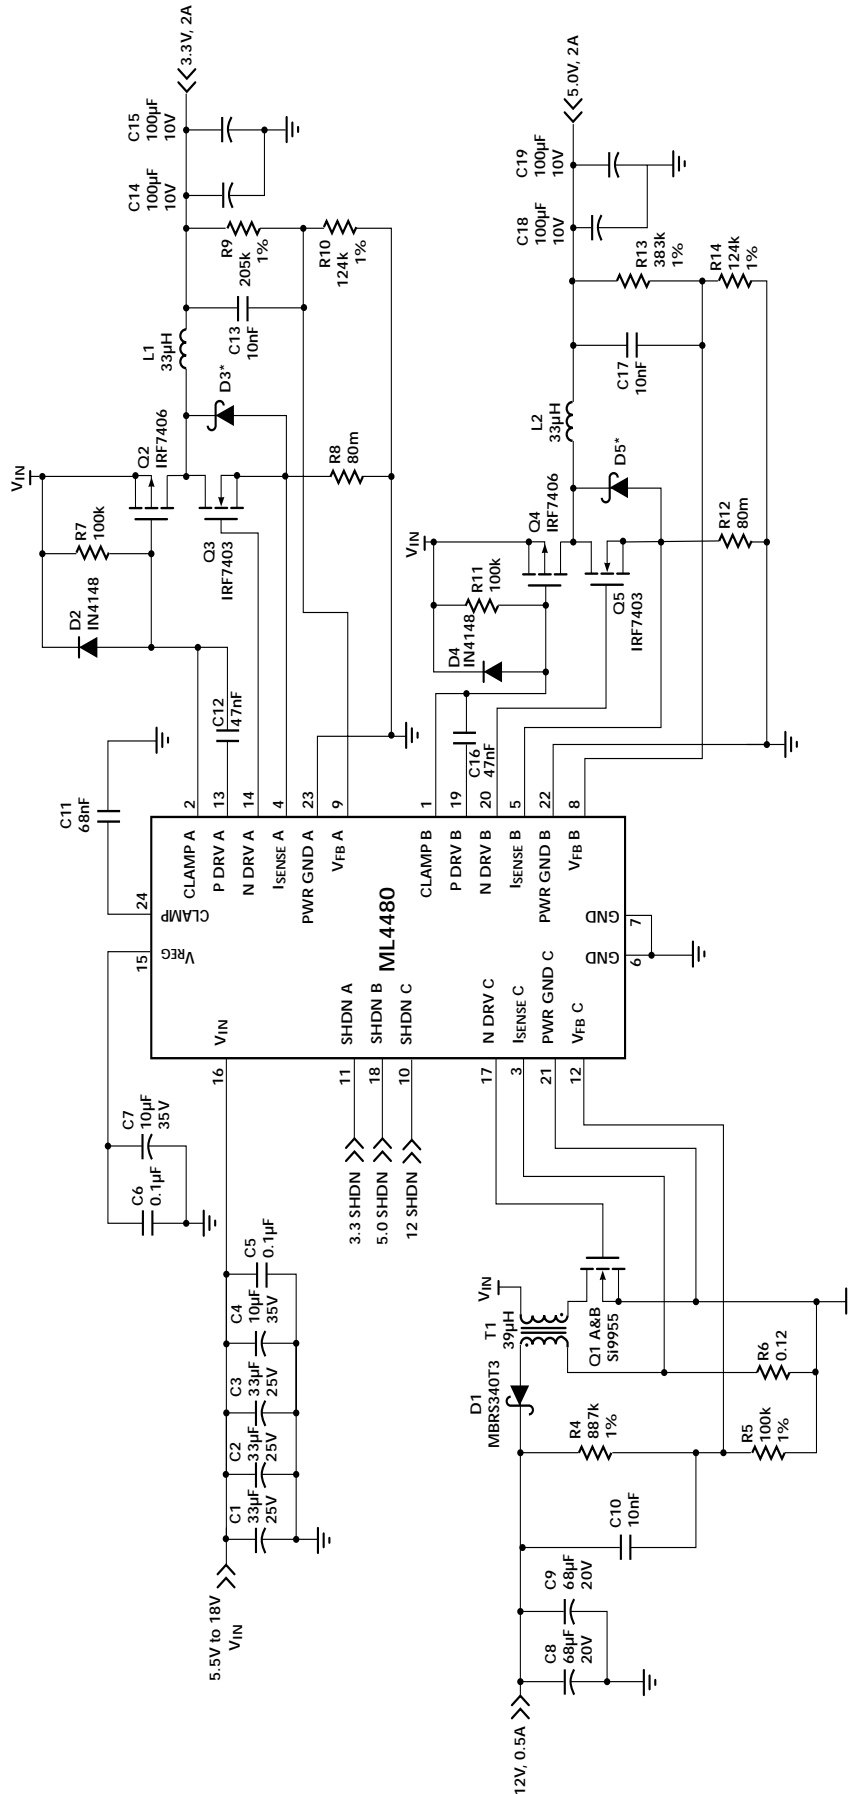 5.5V to 18V
VIN
C1
33µF
25V
C2
33µF
25V
C3
33µF
25V
C4
10µF
35V
C5
0.1µF
C6
0.1µF
C7
10µF
35V
C11
68nF
3.3 SHDN
5.0 SHDN
12 SHDN
16
11
18
10
17
3
21
12
15
24
6
7
2
13
14
4
23
9
1
19
20
5
22
8
VIN
SHDN A
SHDN B
SHDN C
N DRV C
ISENSE C
PWR GND C
VFB C
VREG
CLAMP
ML4480
GND
GND
CLAMP A
P DRV A
N DRV A
ISENSE A
PWR GND A
VFB A
CLAMP B
P DRV B
N DRV B
ISENSE B
PWR GND B
VFB B
C12
47nF
D2
IN4148
R7
100k
VIN
Q2
IRF7406
Q3
IRF7403
R8
80m
D3*
L1
33µH
C13
10nF
R9
205k
1%
R10
124k
1%
C14
100µF
10V
C15
100µF
10V
3.3V, 2A
C16
47nF
D4
IN4148
R11
100k
VIN
Q4
IRF7406
Q5
IRF7403
R12
80m
D5*
L2
33µH
C17
10nF
R13
383k
1%
R14
124k
1%
C18
100µF
10V
C19
100µF
10V
5.0V, 2A
12V, 0.5A
C8
68µF
20V
C9
68µF
20V
C10
10nF
R4
887k
1%
R5
100k
1%
D1
MBRS340T3
T1
39µH
VIN
Q1 A&B
Si9955
R6
0.12